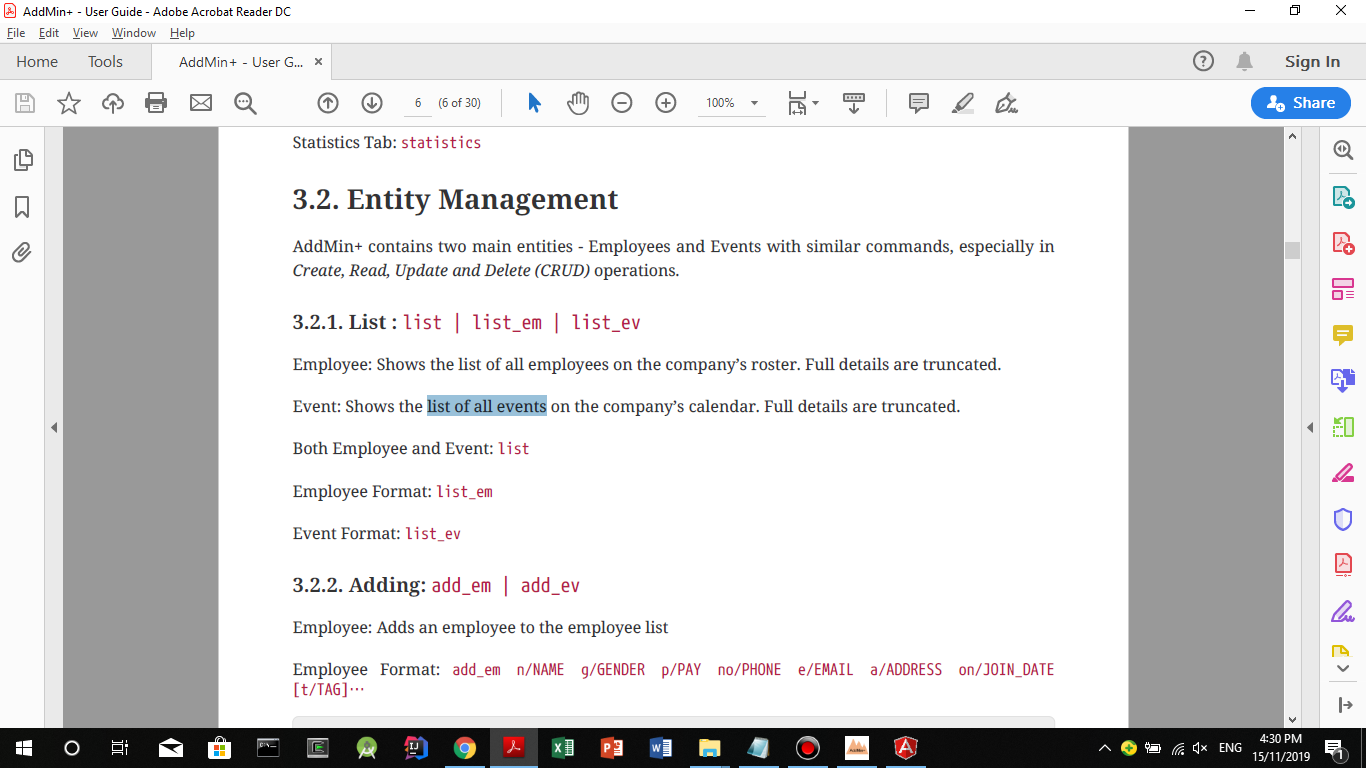 AddMin+ - User Guide - Adobe Acrobat Reader DC
File Edit View Window Help
Home Tools AddMin+ - User G... × Sign In
6 (6 of 30) 100% Share
Statistics Tab: statistics
3.2. Entity Management
AddMin+ contains two main entities - Employees and Events with similar commands, especially in
Create, Read, Update and Delete (CRUD) operations.
3.2.1. List : list | list_em | list_ev
Employee: Shows the list of all employees on the company’s roster. Full details are truncated.
Event: Shows the list of all events on the company’s calendar. Full details are truncated.
Both Employee and Event: list
Employee Format: list_em
Event Format: list_ev
3.2.2. Adding: add_em | add_ev
Employee: Adds an employee to the employee list
Employee Format: add_em n/NAME g/GENDER p/PAY no/PHONE e/EMAIL a/ADDRESS on/JOIN_DATE
[t/TAG]…
ENG 4:30 PM
15/11/2019 1